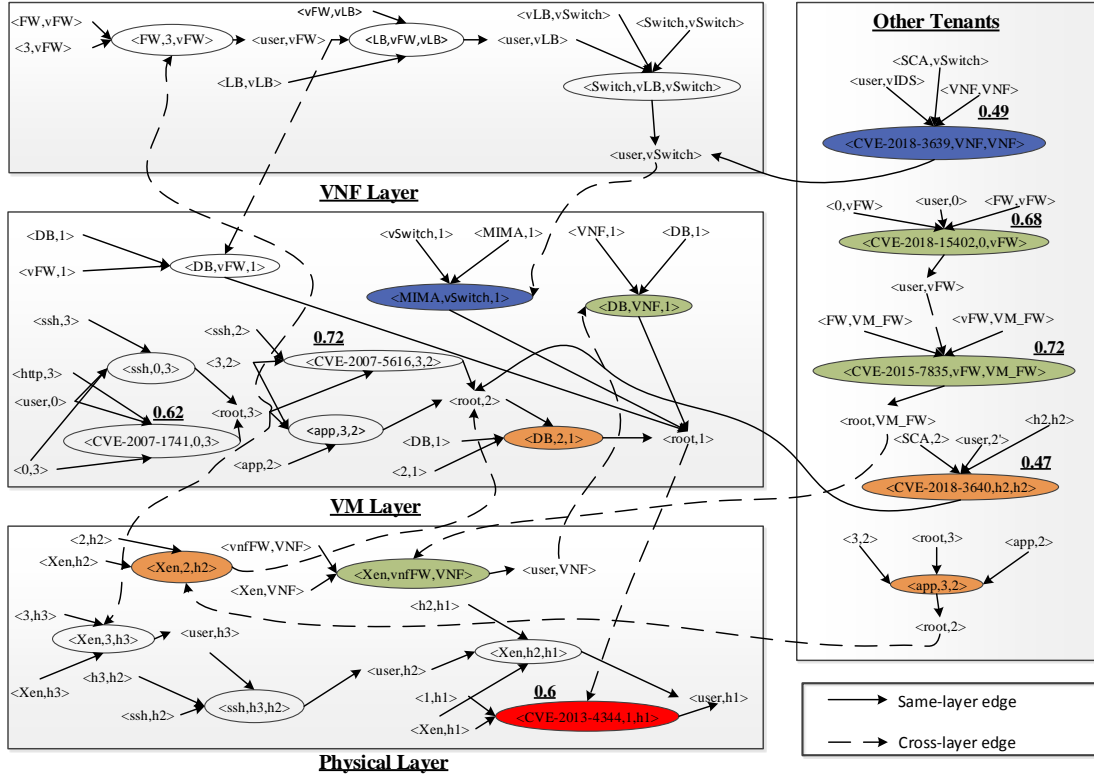 <FW,vFW>
<3,vFW>
<FW,3,vFW>
<user,vFW>
<vFW,vLB>
<LB,vFW,vLB>
<LB,vLB>
<user,vLB>
<vLB,vSwitch>
<Switch,vSwitch>
<Switch,vLB,vSwitch>
<user,vSwitch>
VNF Layer
<DB,1>
<vFW,1>
<DB,vFW,1>
<vSwitch,1>
<MIMA,1>
<MIMA,vSwitch,1>
<VNF,1>
<DB,1>
<DB,VNF,1>
<ssh,3>
<ssh,0,3>
<http,3>
<user,0>
0.62
<CVE-2007-1741,0,3>
<0,3>
<root,3>
<ssh,2>
0.72
<3,2>
<CVE-2007-5616,3,2>
<app,3,2>
<app,2>
<root,2>
<DB,1>
<2,1>
<DB,2,1>
<root,1>
VM Layer
<2,h2>
<Xen,h2>
<Xen,2,h2>
<vnfFW,VNF>
<Xen,VNF>
<Xen,vnfFW,VNF>
<user,VNF>
<3,h3>
<Xen,3,h3>
<Xen,h3>
<user,h3>
<h3,h2>
<ssh,h2>
<ssh,h3,h2>
<user,h2>
<h2,h1>
<Xen,h2,h1>
<1,h1>
<Xen,h1>
0.6
<CVE-2013-4344,1,h1>
<user,h1>
Physical Layer
Other Tenants
<SCA,vSwitch>
<user,vIDS>
<VNF,VNF>
0.49
<CVE-2018-3639,VNF,VNF>
<0,vFW>
<user,0>
<FW,vFW>
0.68
<CVE-2018-15402,0,vFW>
<user,vFW>
<FW,VM_FW>
<vFW,VM_FW>
0.72
<CVE-2015-7835,vFW,VM_FW>
<root,VM_FW>
<SCA,2>
<user,2'>
<h2,h2>
0.47
<CVE-2018-3640,h2,h2>
<3,2>
<root,3>
<app,2>
<app,3,2>
<root,2>
Same-layer edge
Cross-layer edge